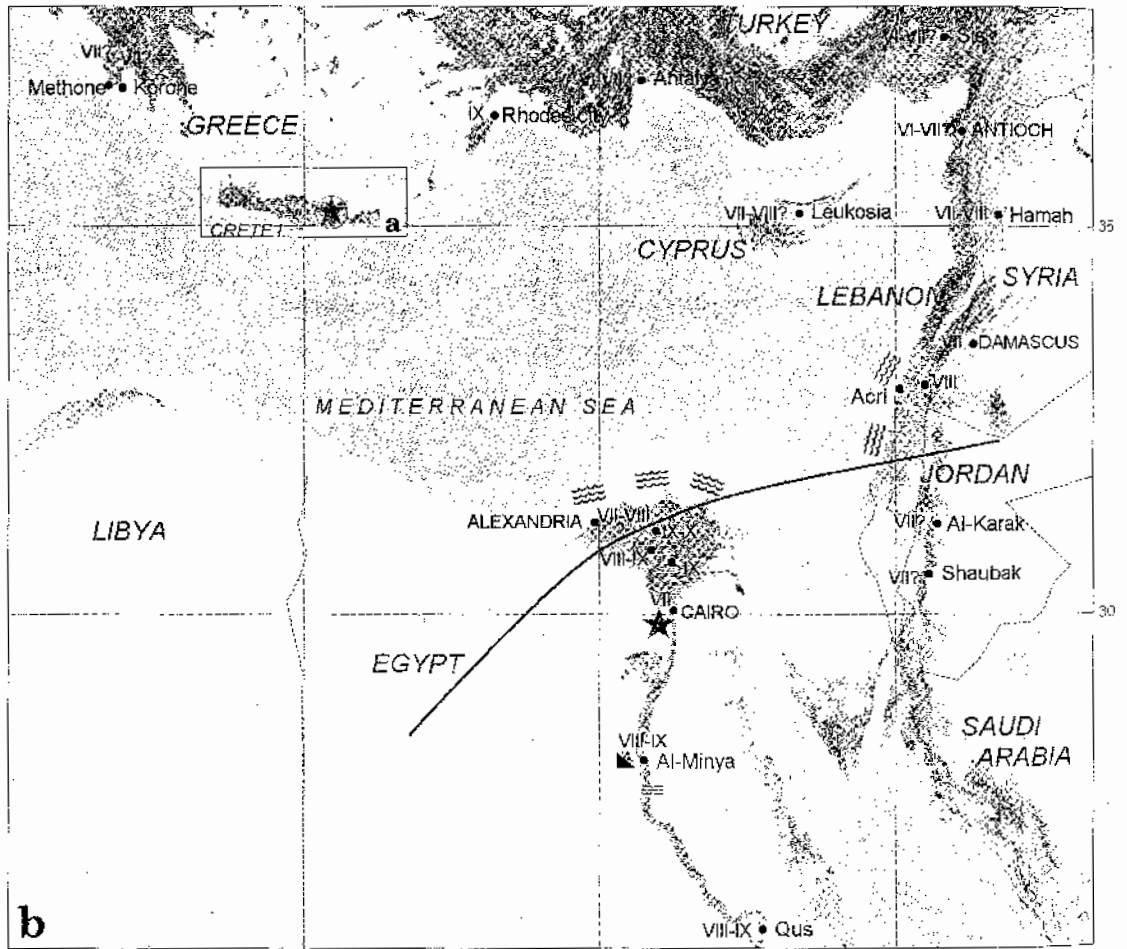 TURKEY
VII? VII
VI-VII? Sis
Methone Korone
VII Antalya
GREECE
IX Rhodes city
VI-VII? ANTIOCH
VII-VIII? Leukosia
VII-VIII Hamah
CRETE a
35
CYPRUS
SYRIA
LEBANON
VII DAMASCUS
VIII
Acri
MEDITERRANEAN SEA
JORDAN
ALEXANDRIA VII-VIII
LIBYA
IX-X
VII? Al-Karak
VIII-IX
IX
VII? Shaubak
VII
CAIRO
30
EGYPT
SAUDI
ARABIA
VIII-IX
Al-Minya
b
VIII-IX Qus